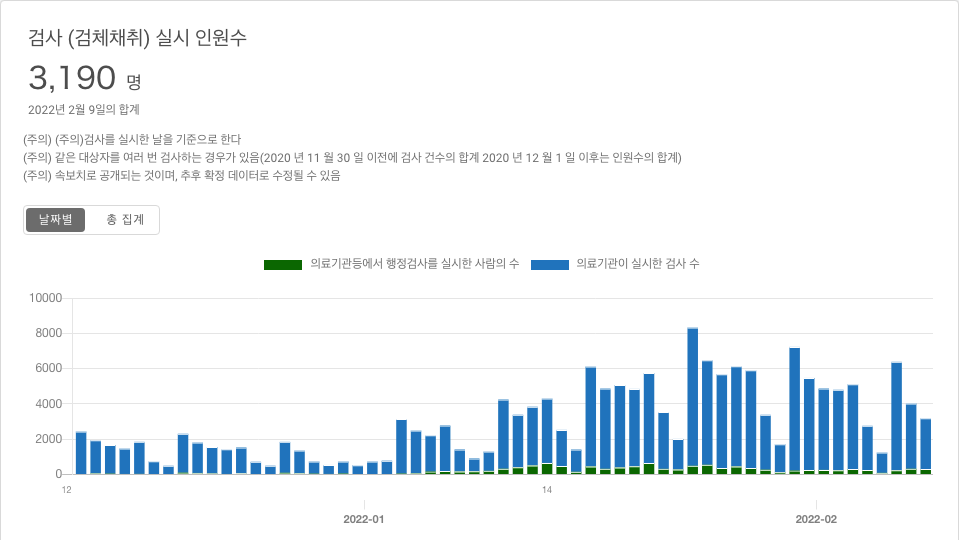 검사 (검체채취) 실시 인원수
3,190 명
2022년 2월 9일의 합계
(주의) (주의)검사를 실시한 날을 기준으로 한다
(주의) 같은 대상자를 여러 번 검사하는 경우가 있음(2020 년 11 월 30 일 이전에 검사 건수의 합계 2020 년 12 월 1 일 이후는 인원수의 합계)
(주의) 속보치로 공개되는 것이며, 추후 확정 데이터로 수정될 수 있음
날짜별 총 집계
의료기관등에서 행정검사를 실시한 사람의 수 의료기관이 실시한 검사 수
10000
8000
6000
4000
2000
0
12 14
2022-01 2022-02